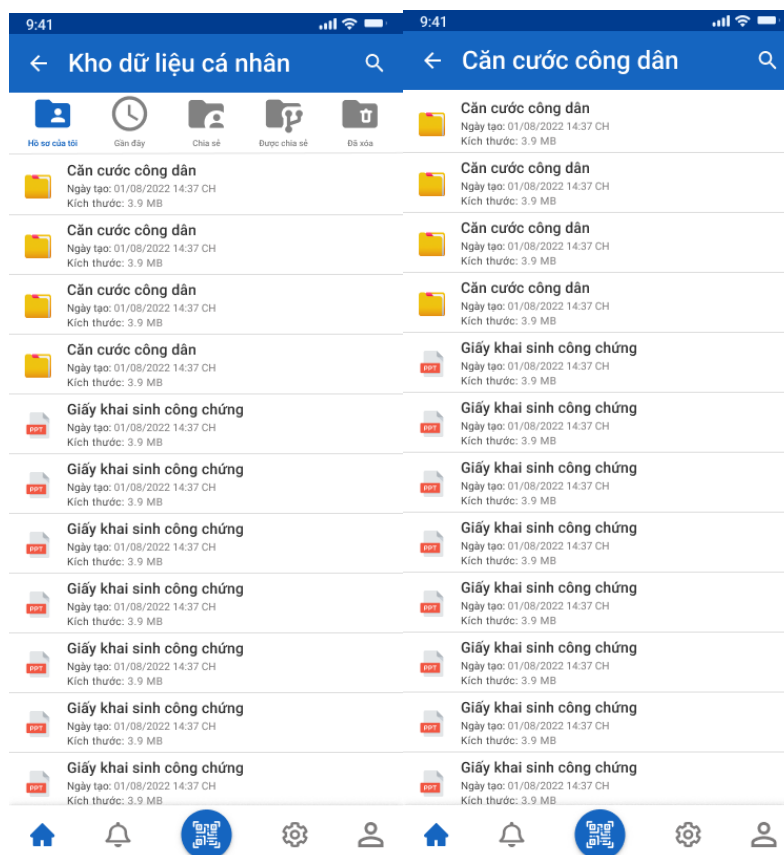 9:41
Kho dữ liệu cá nhân
Hồ sơ của tôi
Gần đây
Chia sẻ
Được chia sẻ
Đã xóa
Căn cước công dân
Ngày tạo: 01/08/2022 14:37 CH
Kích thước: 3.9 MB
Căn cước công dân
Ngày tạo: 01/08/2022 14:37 CH
Kích thước: 3.9 MB
Căn cước công dân
Ngày tạo: 01/08/2022 14:37 CH
Kích thước: 3.9 MB
Căn cước công dân
Ngày tạo: 01/08/2022 14:37 CH
Kích thước: 3.9 MB
PPT
Giấy khai sinh công chứng
Ngày tạo: 01/08/2022 14:37 CH
Kích thước: 3.9 MB
PPT
Giấy khai sinh công chứng
Ngày tạo: 01/08/2022 14:37 CH
Kích thước: 3.9 MB
PPT
Giấy khai sinh công chứng
Ngày tạo: 01/08/2022 14:37 CH
Kích thước: 3.9 MB
PPT
Giấy khai sinh công chứng
Ngày tạo: 01/08/2022 14:37 CH
Kích thước: 3.9 MB
PPT
Giấy khai sinh công chứng
Ngày tạo: 01/08/2022 14:37 CH
Kích thước: 3.9 MB
PPT
Giấy khai sinh công chứng
Ngày tạo: 01/08/2022 14:37 CH
Kích thước: 3.9 MB
PPT
Giấy khai sinh công chứng
Ngày tạo: 01/08/2022 14:37 CH
Kích thước: 3.9 MB
9:41
Căn cước công dân
Căn cước công dân
Ngày tạo: 01/08/2022 14:37 CH
Kích thước: 3.9 MB
Căn cước công dân
Ngày tạo: 01/08/2022 14:37 CH
Kích thước: 3.9 MB
Căn cước công dân
Ngày tạo: 01/08/2022 14:37 CH
Kích thước: 3.9 MB
Căn cước công dân
Ngày tạo: 01/08/2022 14:37 CH
Kích thước: 3.9 MB
PPT
Giấy khai sinh công chứng
Ngày tạo: 01/08/2022 14:37 CH
Kích thước: 3.9 MB
PPT
Giấy khai sinh công chứng
Ngày tạo: 01/08/2022 14:37 CH
Kích thước: 3.9 MB
PPT
Giấy khai sinh công chứng
Ngày tạo: 01/08/2022 14:37 CH
Kích thước: 3.9 MB
PPT
Giấy khai sinh công chứng
Ngày tạo: 01/08/2022 14:37 CH
Kích thước: 3.9 MB
PPT
Giấy khai sinh công chứng
Ngày tạo: 01/08/2022 14:37 CH
Kích thước: 3.9 MB
PPT
Giấy khai sinh công chứng
Ngày tạo: 01/08/2022 14:37 CH
Kích thước: 3.9 MB
PPT
Giấy khai sinh công chứng
Ngày tạo: 01/08/2022 14:37 CH
Kích thước: 3.9 MB
PPT
Giấy khai sinh công chứng
Ngày tạo: 01/08/2022 14:37 CH
Kích thước: 3.9 MB